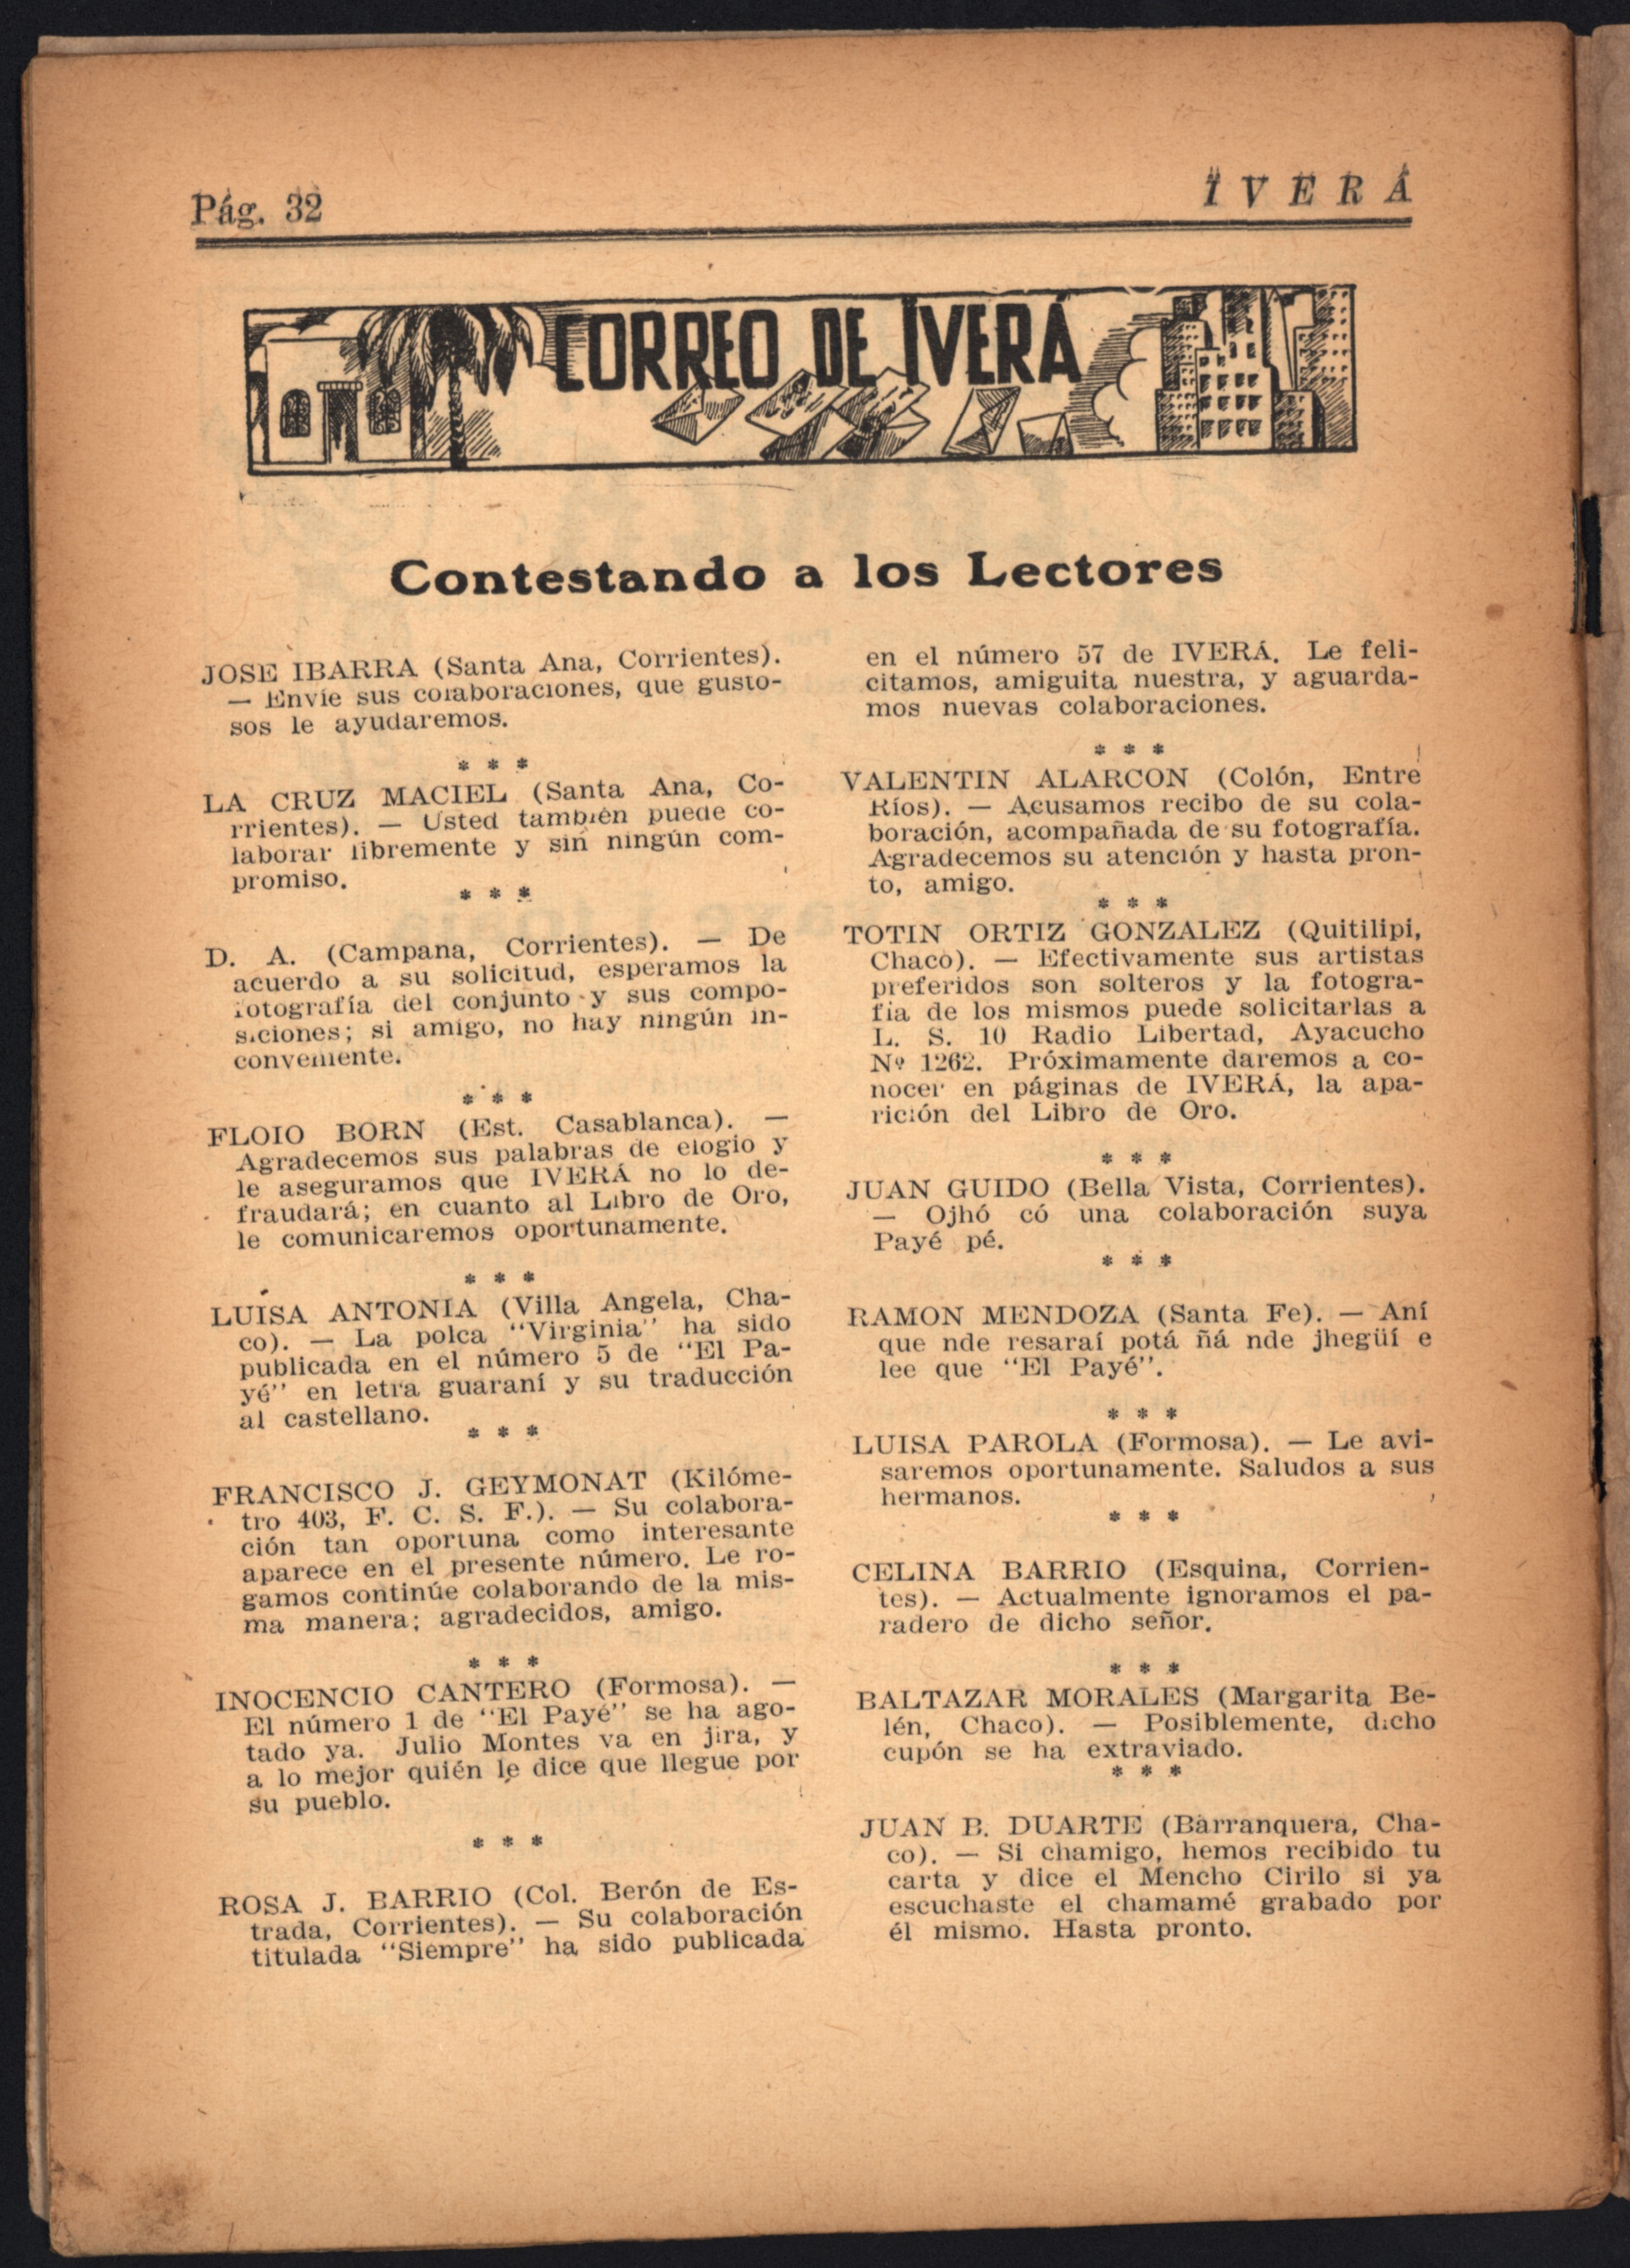 Pág. 32
IVERÁ
CORREO DE IVERÁ
Contestando a los Lectores
JOSE IBARRA (Santa Ana, Corrientes).
— Envíe sus colaboraciones, que gusto-
sos le ayudaremos.
* * *
LA CRUZ MACIEL (Santa Ana, Co-
rrientes). — Usted también puede co-
laborar libremente y sin ningún com-
promiso.
* * *
D. A. (Campana, Corrientes). — De
acuerdo a su solicitud, esperamos la
fotografía del conjunto y sus compo-
siciones; si amigo, no hay ningún in-
conveniente.
* * *
FLOIO BORN (Est. Casablanca). —
Agradecemos sus palabras de elogio y
le aseguramos que IVERÁ no lo de-
fraudará; en cuanto al Libro de Oro,
le comunicaremos oportunamente.
* * *
LUISA ANTONIA (Villa Angela, Cha-
co). — La polca "Virginia" ha sido
publicada en el número 5 de "El Pa-
yé" en letra guaraní y su traducción
al castellano.
* * *
FRANCISCO J. GEYMONAT (Kilóme-
tro 403, F. C. S. F.). — Su colabora-
ción tan oportuna como interesante
aparece en el presente número. Le ro-
gamos continúe colaborando de la mis-
ma manera; agradecidos, amigo.
* * *
INOCENCIO CANTERO (Formosa). —
El número 1 de "El Payé" se ha ago-
tado ya. Julio Montes va en jira, y
a lo mejor quién le dice que llegue por
su pueblo.
* * *
ROSA J. BARRIO (Col. Berón de Es-
trada, Corrientes). — Su colaboración
titulada "Siempre" ha sido publicada
en el número 57 de IVERÁ. Le feli-
citamos, amiguita nuestra, y aguarda-
mos nuevas colaboraciones.
* * *
VALENTIN ALARCON (Colón, Entre
Ríos). — Acusamos recibo de su cola-
boración, acompañada de su fotografía.
Agradecemos su atención y hasta pron-
to, amigo.
* * *
TOTIN ORTIZ GONZALEZ (Quitilipi,
Chaco). — Efectivamente sus artistas
preferidos son solteros y la fotogra-
fia de los mismos puede solicitarlas a
L. S. 10 Radio Libertad, Ayacucho
Nº 1262. Próximamente daremos a co-
nocer en páginas de IVERÁ, la apa-
rición del Libro de Oro.
* * *
JUAN GUIDO (Bella Vista, Corrientes).
— Ojhó có una colaboración suya
Payé pé.
* * *
RAMON MENDOZA (Santa Fe). — Aní
que nde resaraí potá ñá nde jhegüí e
lee que "El Payé".
* * *
LUISA PAROLA (Formosa). — Le avi-
saremos oportunamente. Saludos a sus
hermanos.
* * *
CELINA BARRIO (Esquina, Corrien-
tes). — Actualmente ignoramos el pa-
radero de dicho señor.
* * *
BALTAZAR MORALES (Margarita Be-
lén, Chaco). — Posiblemente, dicho
cupón se ha extraviado.
* * *
JUAN B. DUARTE (Barranquera, Cha-
co). — Si chamigo, hemos recibido tu
carta y dice el Mencho Cirilo si ya
escuchaste el chamamé grabado por
él mismo. Hasta pronto.